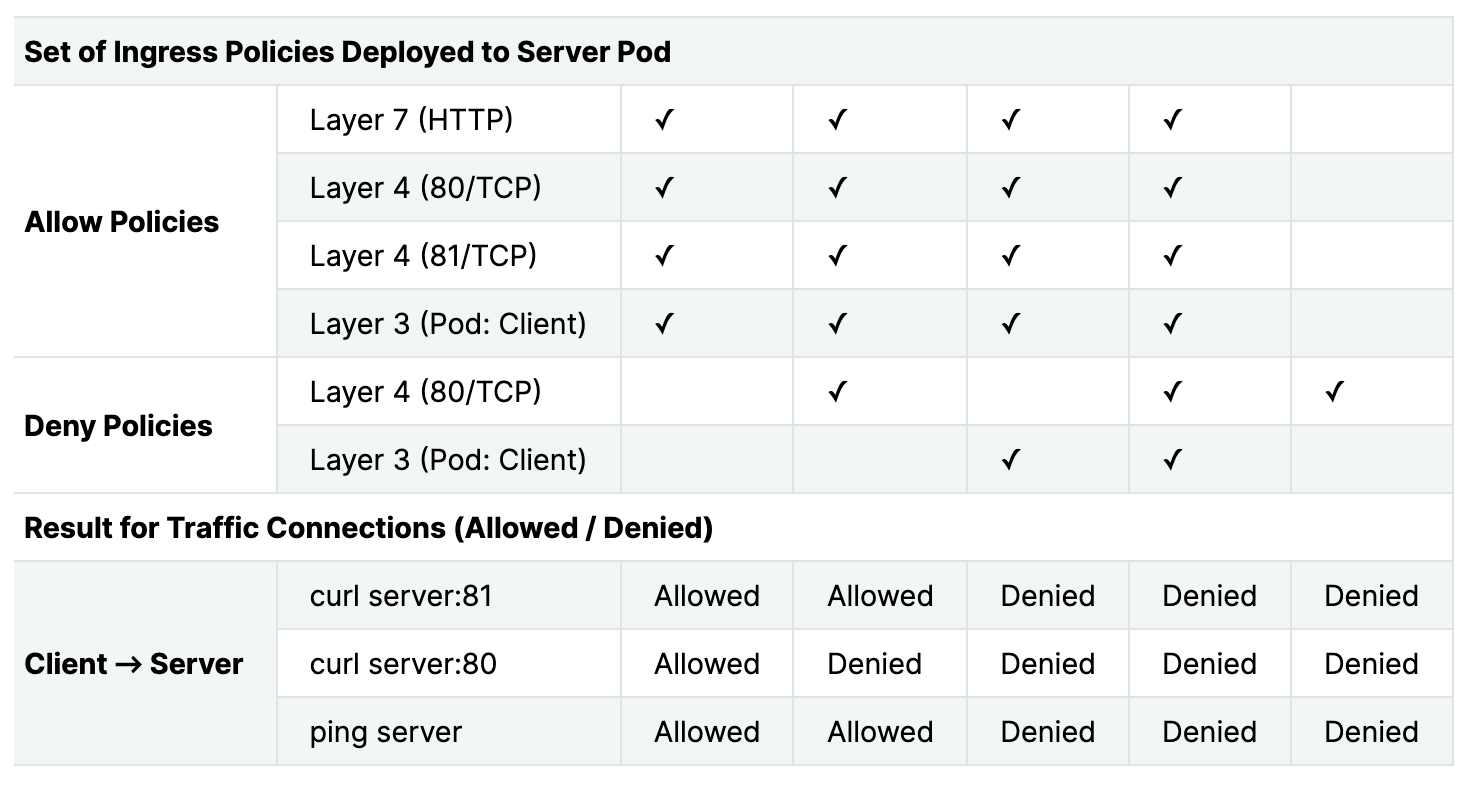 Set of Ingress Policies Deployed to Server Pod
Allow Policies
Layer 7 (HTTP) ✓ ✓ ✓ ✓
Layer 4 (80/TCP) ✓ ✓ ✓ ✓
Layer 4 (81/TCP) ✓ ✓ ✓ ✓
Layer 3 (Pod: Client) ✓ ✓ ✓ ✓
Deny Policies
Layer 4 (80/TCP) ✓ ✓ ✓
Layer 3 (Pod: Client) ✓ ✓
Result for Traffic Connections (Allowed / Denied)
Client → Server
curl server:81 Allowed Allowed Denied Denied Denied
curl server:80 Allowed Denied Denied Denied Denied
ping server Allowed Allowed Denied Denied Denied